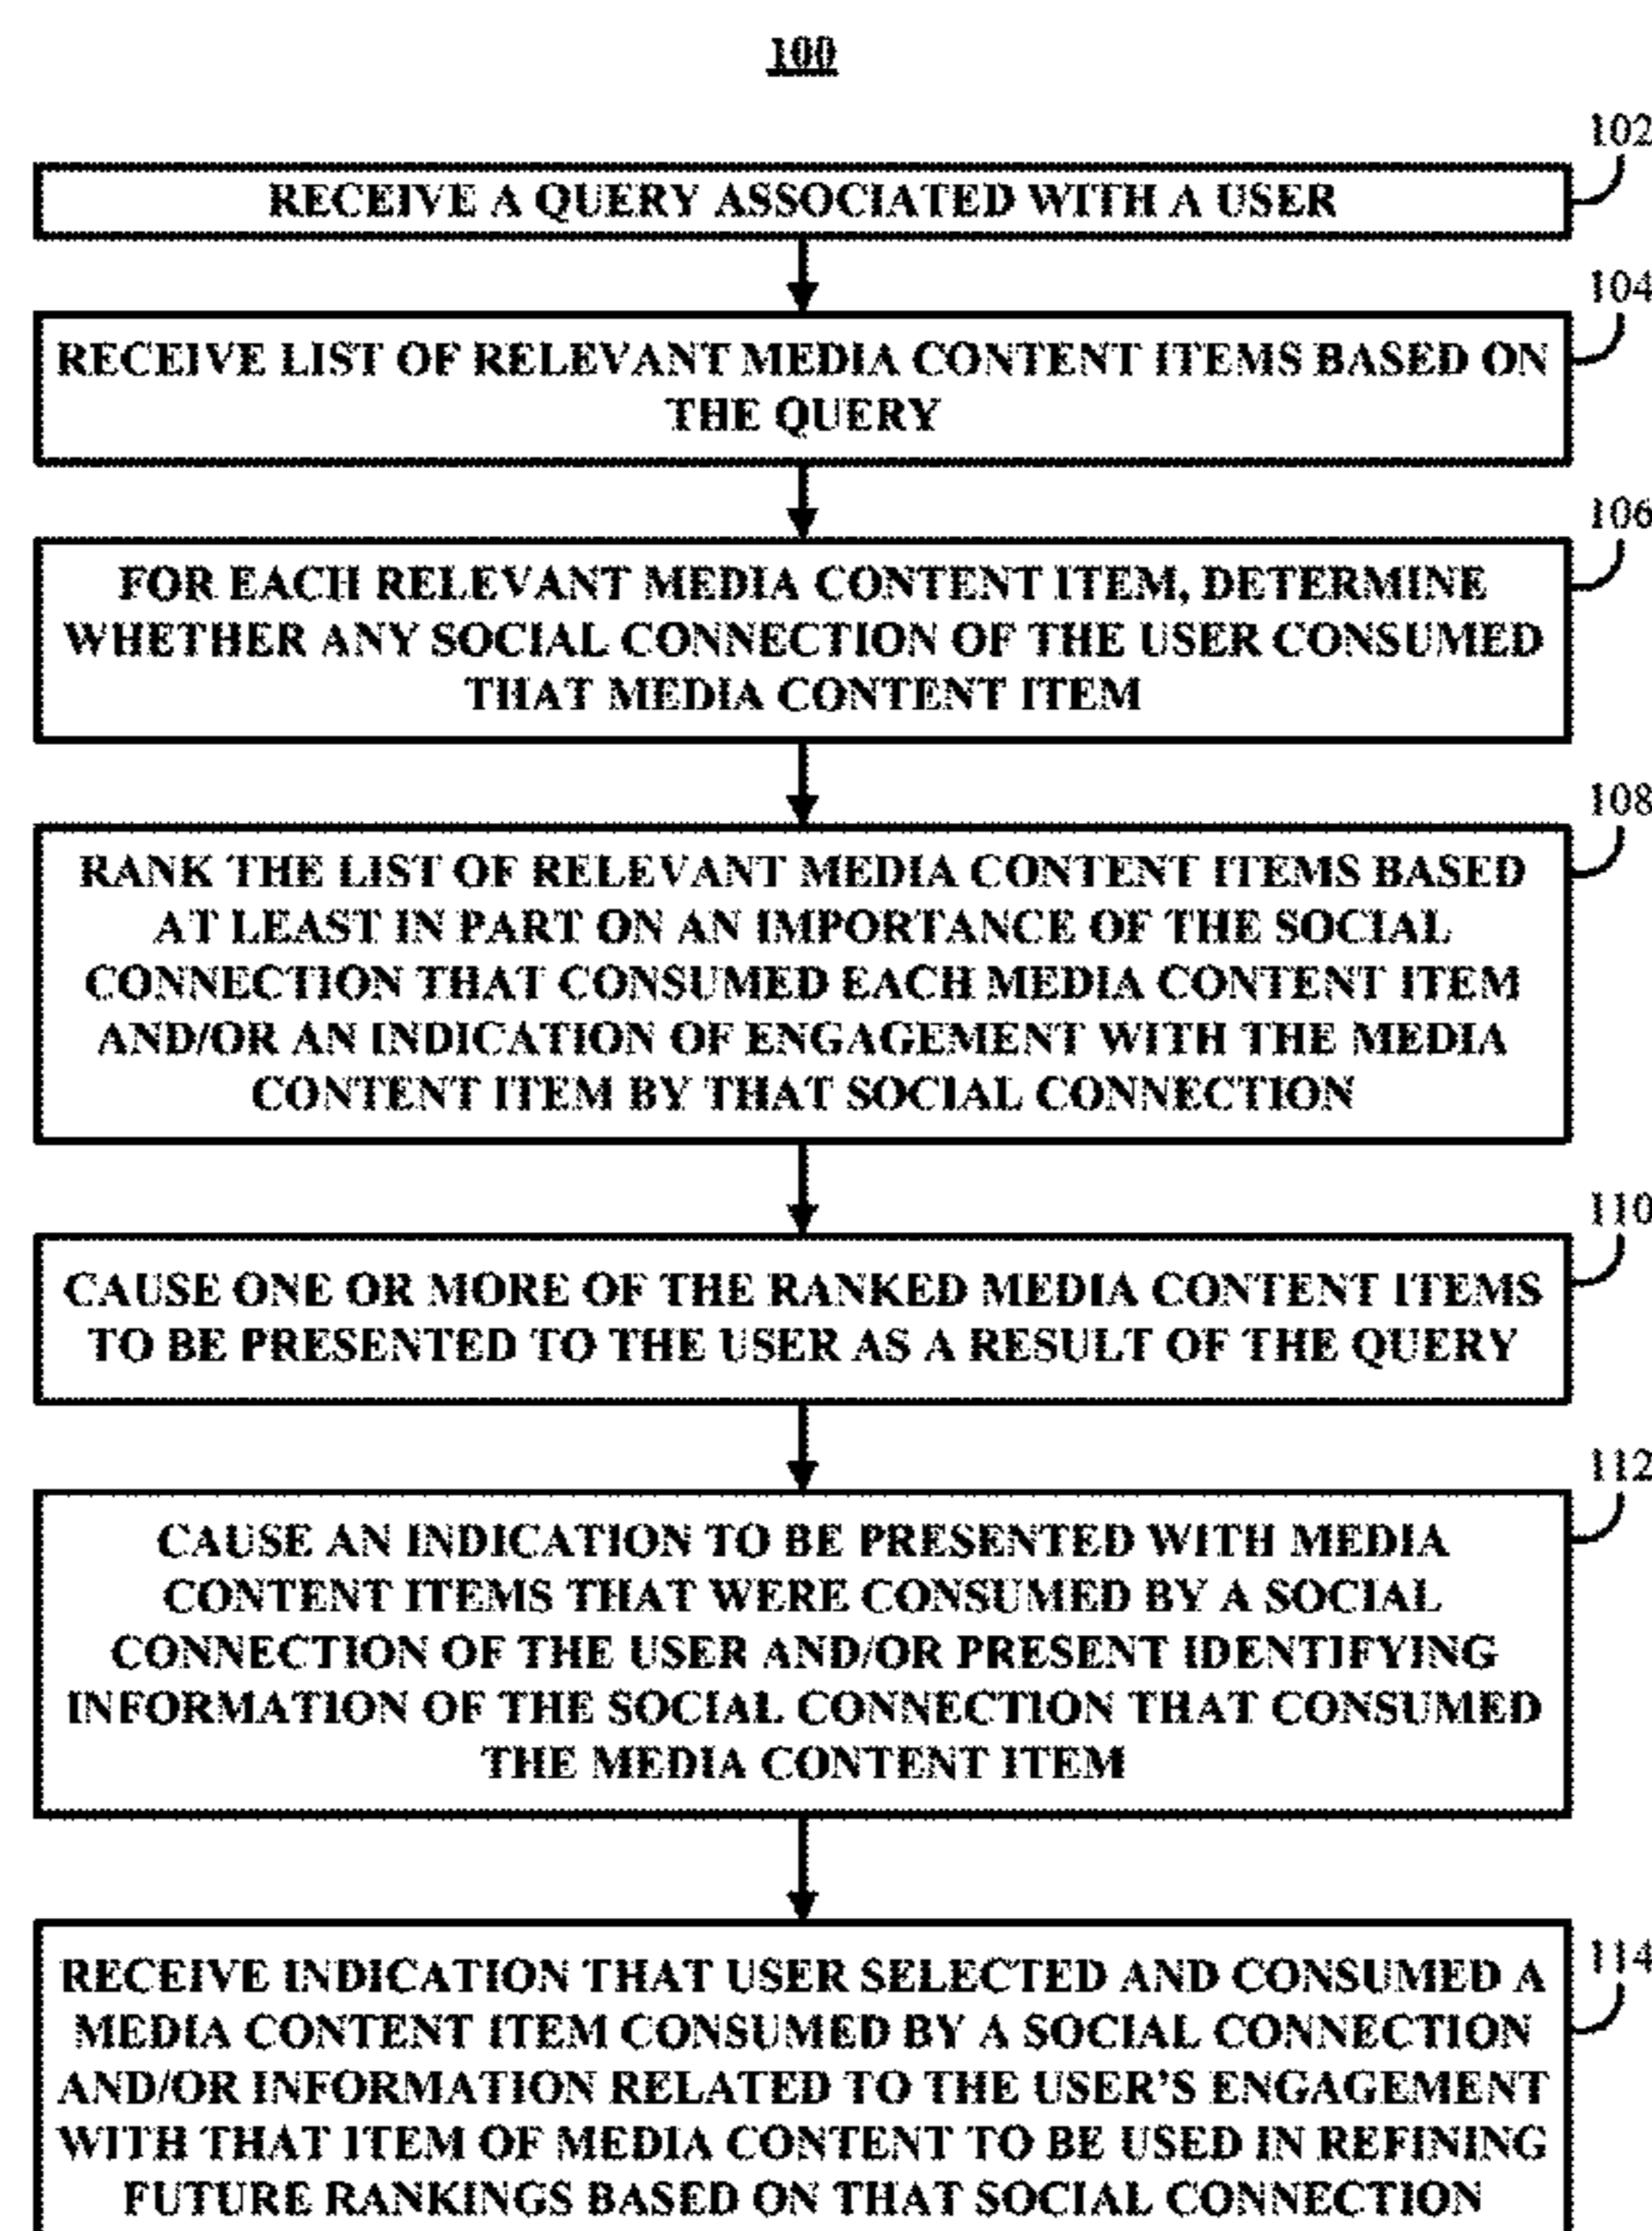 100
102
RECEIVE A QUERY ASSOCIATED WITH A USER
104
RECEIVE LIST OF RELEVANT MEDIA CONTENT ITEMS BASED ON
THE QUERY
106
FOR EACH RELEVANT MEDIA CONTENT ITEM, DETERMINE
WHETHER ANY SOCIAL CONNECTION OF THE USER CONSUMED
THAT MEDIA CONTENT ITEM
108
RANK THE LIST OF RELEVANT MEDIA CONTENT ITEMS BASED
AT LEAST IN PART ON AN IMPORTANCE OF THE SOCIAL
CONNECTION THAT CONSUMED EACH MEDIA CONTENT ITEM
AND/OR AN INDICATION OF ENGAGEMENT WITH THE MEDIA
CONTENT ITEM BY THAT SOCIAL CONNECTION
110
CAUSE ONE OR MORE OF THE RANKED MEDIA CONTENT ITEMS
TO BE PRESENTED TO THE USER AS A RESULT OF THE QUERY
112
CAUSE AN INDICATION TO BE PRESENTED WITH MEDIA
CONTENT ITEMS THAT WERE CONSUMED BY A SOCIAL
CONNECTION OF THE USER AND/OR PRESENT IDENTIFYING
INFORMATION OF THE SOCIAL CONNECTION THAT CONSUMED
THE MEDIA CONTENT ITEM
114
RECEIVE INDICATION THAT USER SELECTED AND CONSUMED A
MEDIA CONTENT ITEM CONSUMED BY A SOCIAL CONNECTION
AND/OR INFORMATION RELATED TO THE USER'S ENGAGEMENT
WITH THAT ITEM OF MEDIA CONTENT TO BE USED IN REFINING
FUTURE RANKINGS BASED ON THAT SOCIAL CONNECTION